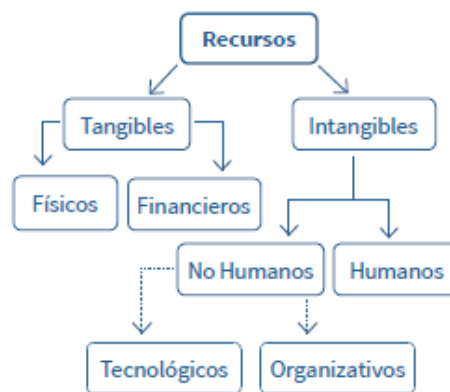 Recursos
Tangibles
Intangibles
Físicos
Financieros
No Humanos
Humanos
Tecnológicos
Organizativos